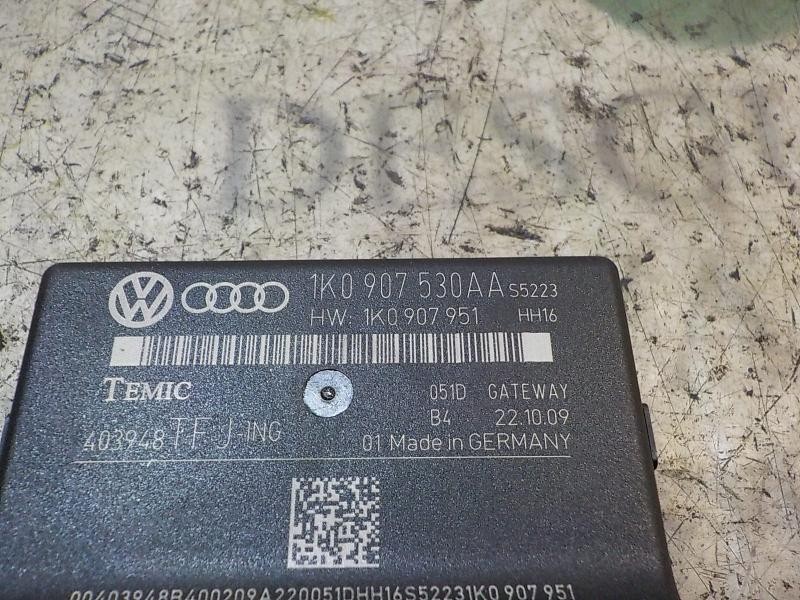 1K0 907 530AA S5223
HW: 1K0 907 951 HH16
TEMIC 051D GATEWAY
B4 22.10.09
403948 TFJ-ING 01 Made in GERMANY
00403948B400209A220051DHH16S52231K0 907 951